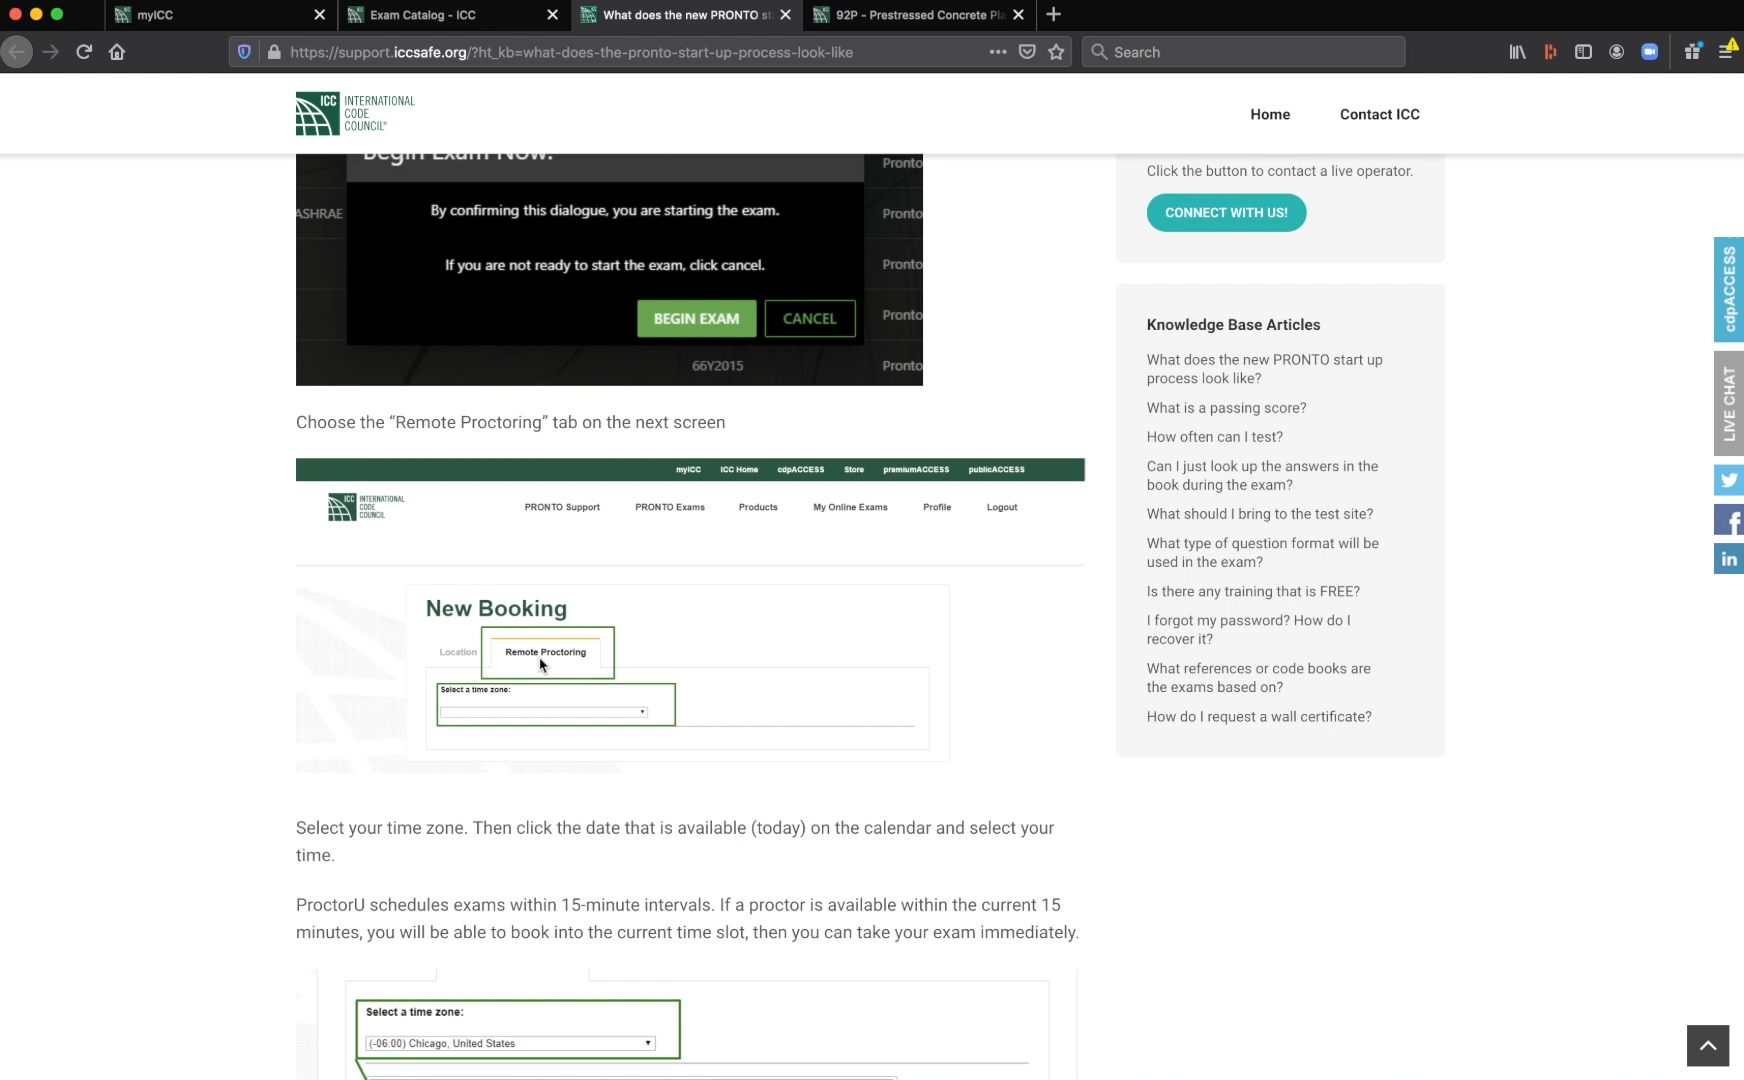 myICC
Exam Catalog - ICC
What does the new PRONTO st
92P - Prestressed Concrete Pl
https://support.iccsafe.org/?ht_kb=what-does-the-pronto-start-up-process-look-like
Search
ICC INTERNATIONAL
CODE
COUNCIL
Home
Contact ICC
Begin Exam Now?
ASHRAE
By confirming this dialogue, you are starting the exam.
If you are not ready to start the exam, click cancel.
BEGIN EXAM
CANCEL
66Y2015
Pronto
Pronto
Pronto
Pronto
Pronto
Click the button to contact a live operator.
CONNECT WITH US!
Choose the “Remote Proctoring” tab on the next screen
myICC
ICC Home
cdpACCESS
Store
premiumACCESS
publicACCESS
ICC INTERNATIONAL
CODE
COUNCIL
PRONTO Support
PRONTO Exams
Products
My Online Exams
Profile
Logout
New Booking
Location
Remote Proctoring
Select a time zone:
Select your time zone. Then click the date that is available (today) on the calendar and select your
time.
ProctorU schedules exams within 15-minute intervals. If a proctor is available within the current 15
minutes, you will be able to book into the current time slot, then you can take your exam immediately.
Select a time zone:
(-06:00) Chicago, United States
Knowledge Base Articles
What does the new PRONTO start up
process look like?
What is a passing score?
How often can I test?
Can I just look up the answers in the
book during the exam?
What should I bring to the test site?
What type of question format will be
used in the exam?
Is there any training that is FREE?
I forgot my password? How do I
recover it?
What references or code books are
the exams based on?
How do I request a wall certificate?
cdpACCESS
LIVE CHAT